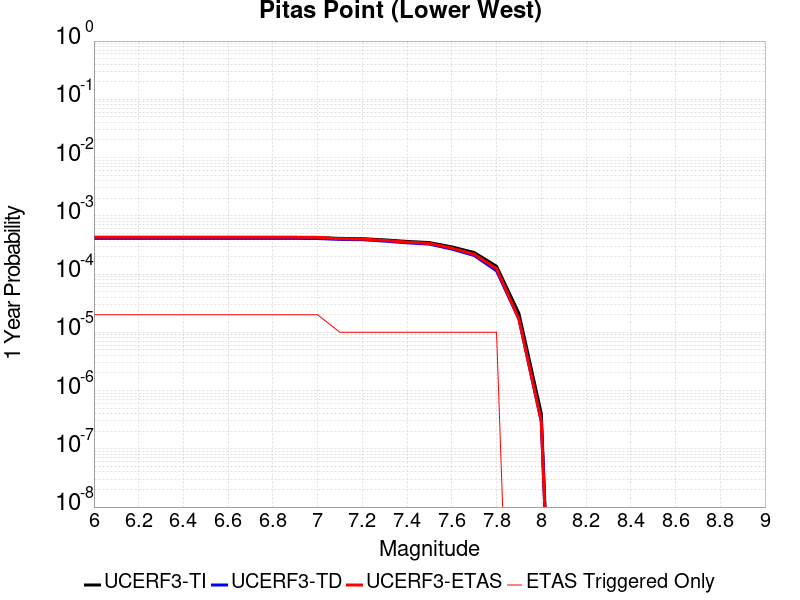 Pitas Point (Lower West)
10 0
10 -1
10 -2
10 -3
10 -4
10 -5
10 -6
10 -7
10 -8
1 Year Probability
6 6.2 6.4 6.6 6.8 7 7.2 7.4 7.6 7.8 8 8.2 8.4 8.6 8.8 9
Magnitude
UCERF3-TI UCERF3-TD UCERF3-ETAS ETAS Triggered Only